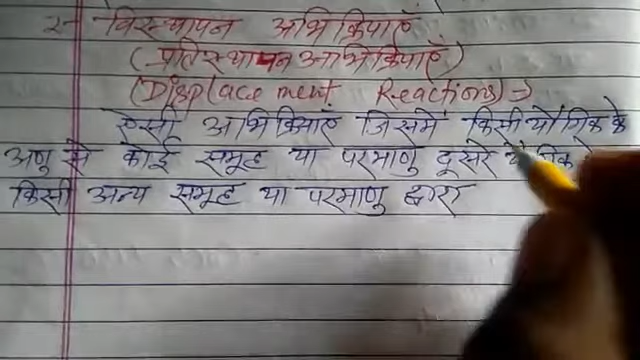 2- विस्थापन अभिक्रियाएँ
(प्रतिस्थापन अभिक्रियाएँ)
(Displacement Reactions) ⇒
ऐसी अभिक्रियाएँ जिसमें किसी यौगिक के
अणु से कोई समूह या परमाणु दूसरे
किसी अन्य समूह या परमाणु द्वारा